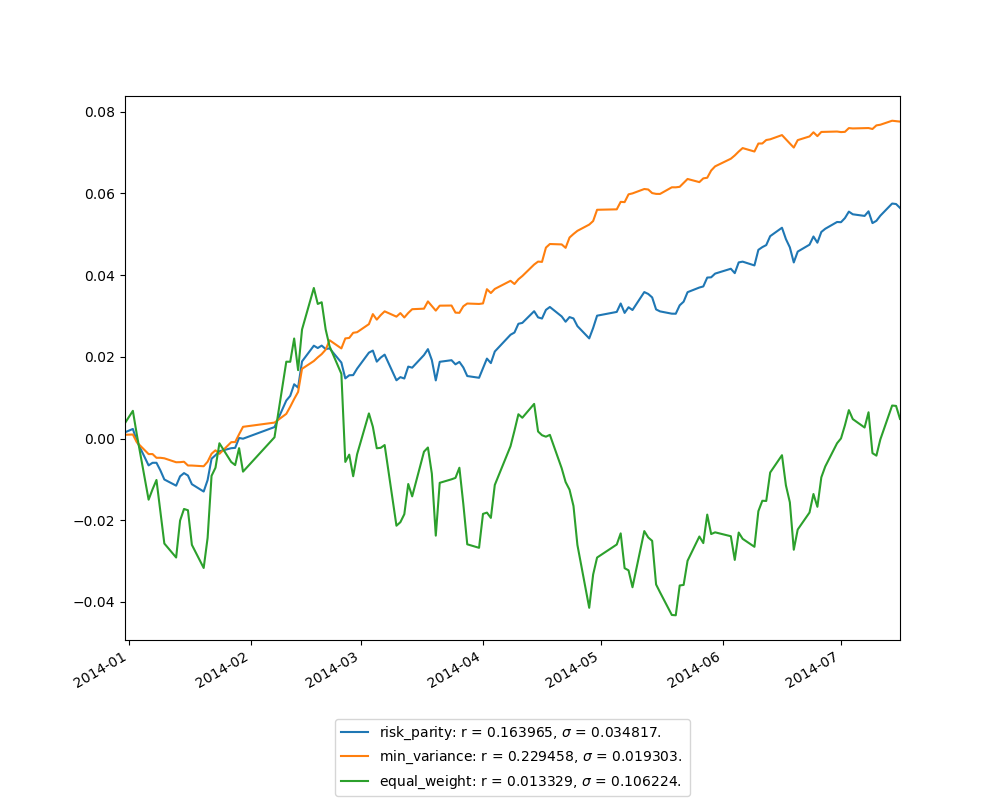 0.08
0.06
0.04
0.02
0.00
−0.02
−0.04
2014-01 2014-02 2014-03 2014-04 2014-05 2014-06 2014-07
risk_parity: r = 0.163965, σ = 0.034817.
min_variance: r = 0.229458, σ = 0.019303.
equal_weight: r = 0.013329, σ = 0.106224.